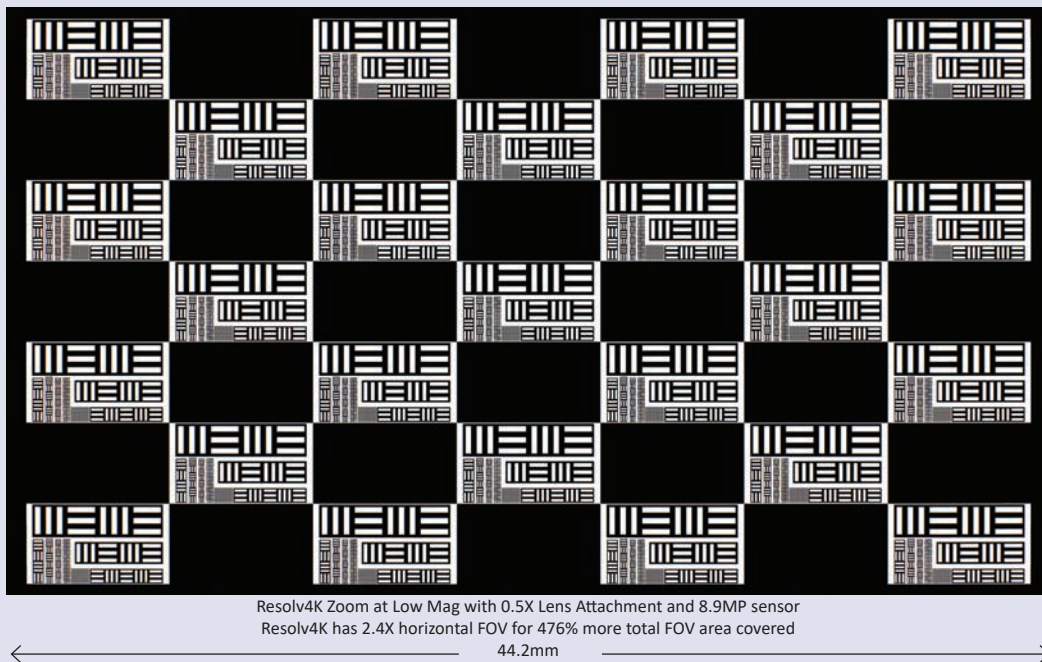 Resolv4K Zoom at Low Mag with 0.5X Lens Attachment and 8.9MP sensor
Resolv4K has 2.4X horizontal FOV for 476% more total FOV area covered
44.2mm